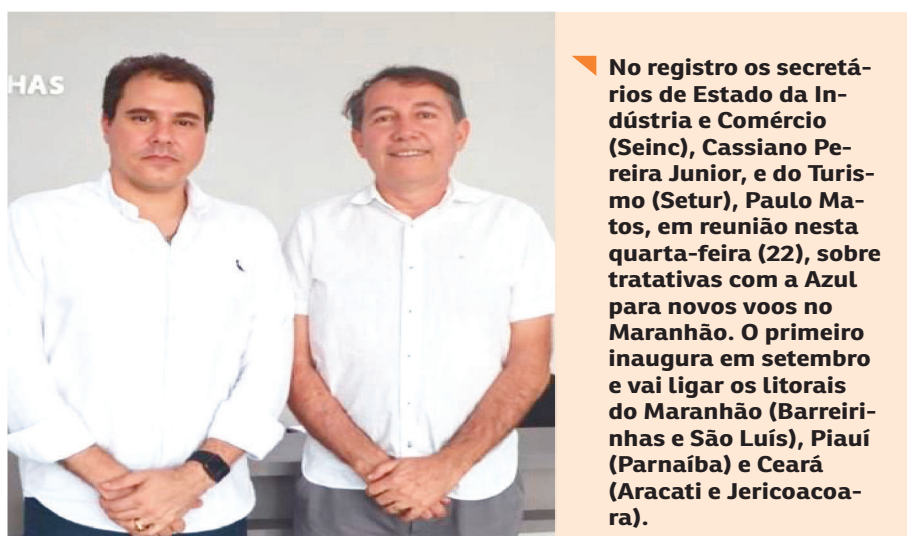 HAS
No registro os secretá-
rios de Estado da In-
dústria e Comércio
(Seinc), Cassiano Pe-
reira Junior, e do Turis-
mo (Setur), Paulo Ma-
tos, em reunião nesta
quarta-feira (22), sobre
tratativas com a Azul
para novos voos no
Maranhão. O primeiro
inaugura em setembro
e vai ligar os litorais
do Maranhão (Barreiri-
nhas e São Luís), Piauí
(Parnaíba) e Ceará
(Aracati e Jericoacoa-
ra).